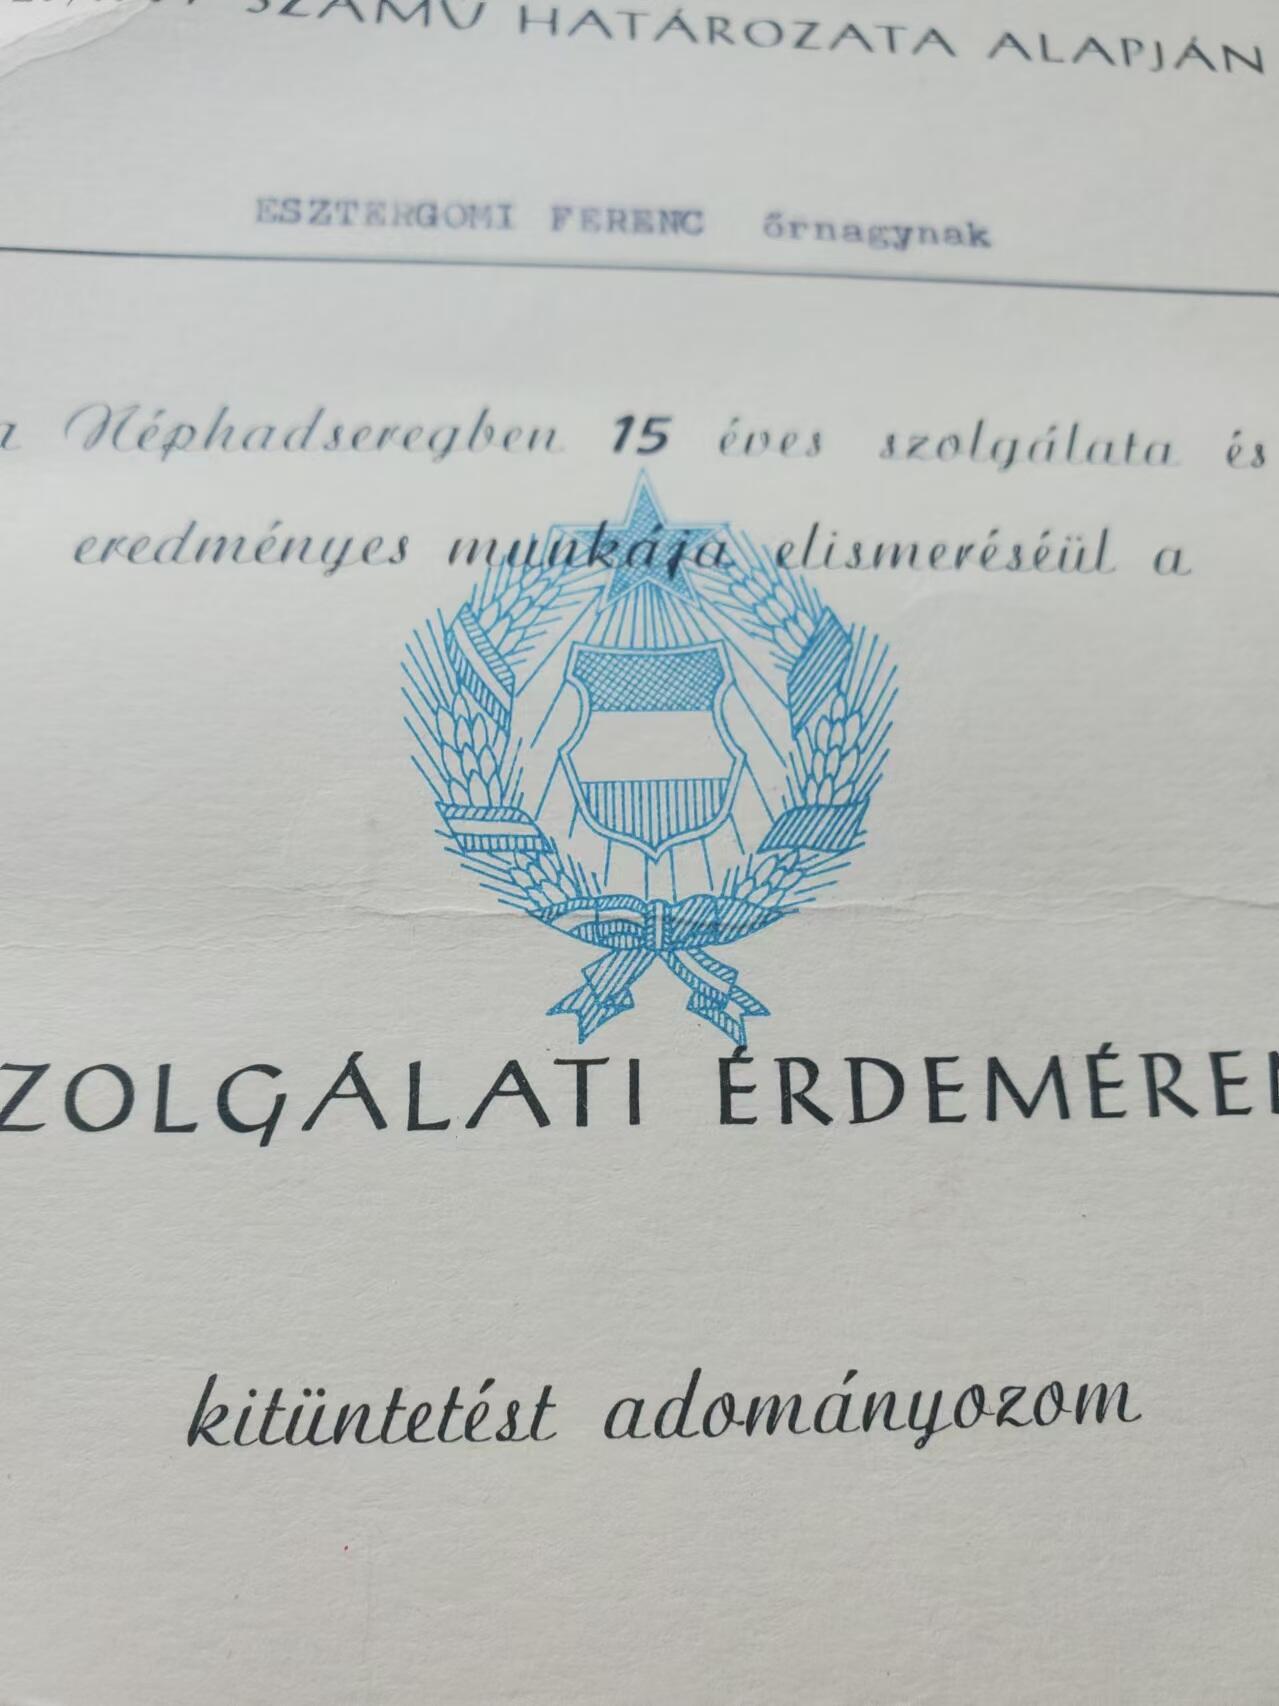 SZÁMÚ HATÁROZATA ALAPJÁN
ESZTERGOMI FERENC őrnagynak
a Néphadseregben 15 éves szolgálata és
eredményes munkája elismeréséül a
ZOLGÁLATI ÉRDEMÉRE
kitüntetést adományozom